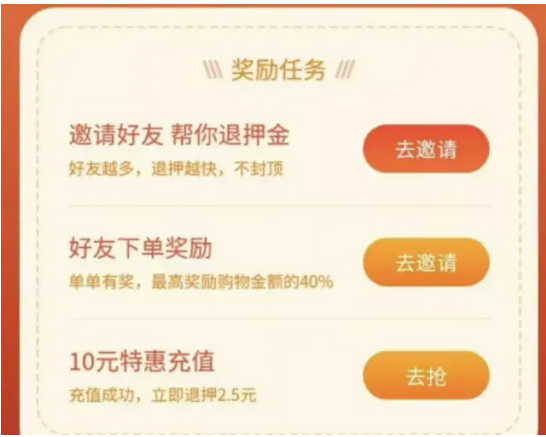 奖励任务
邀请好友 帮你退押金
去邀请
好友越多，退押越快，不封顶
好友下单奖励
去邀请
单单有奖，最高奖励购物金额的40%
10元特惠充值
去抢
充值成功，立即退押2.5元